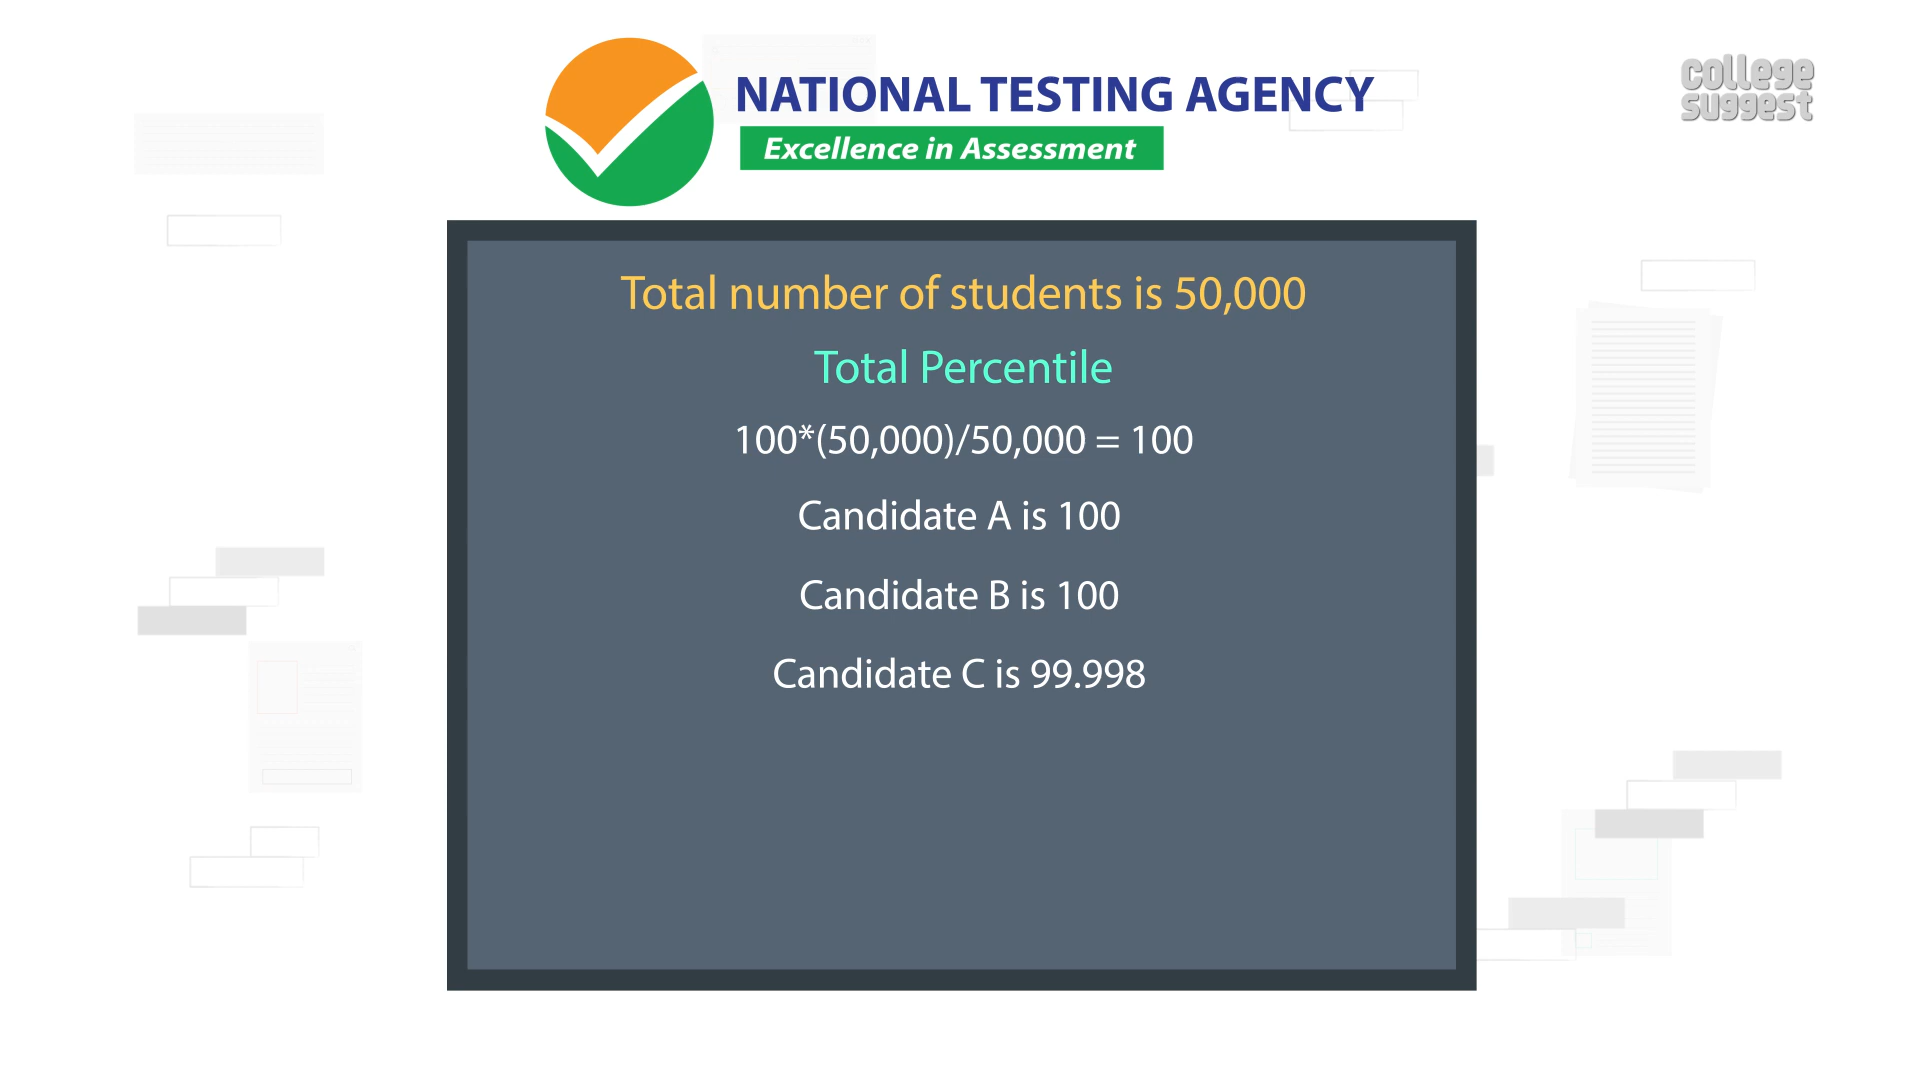 NATIONAL TESTING AGENCY
Excellence in Assessment
college
suggest
Total number of students is 50,000
Total Percentile
100*(50,000)/50,000 = 100
Candidate A is 100
Candidate B is 100
Candidate C is 99.998